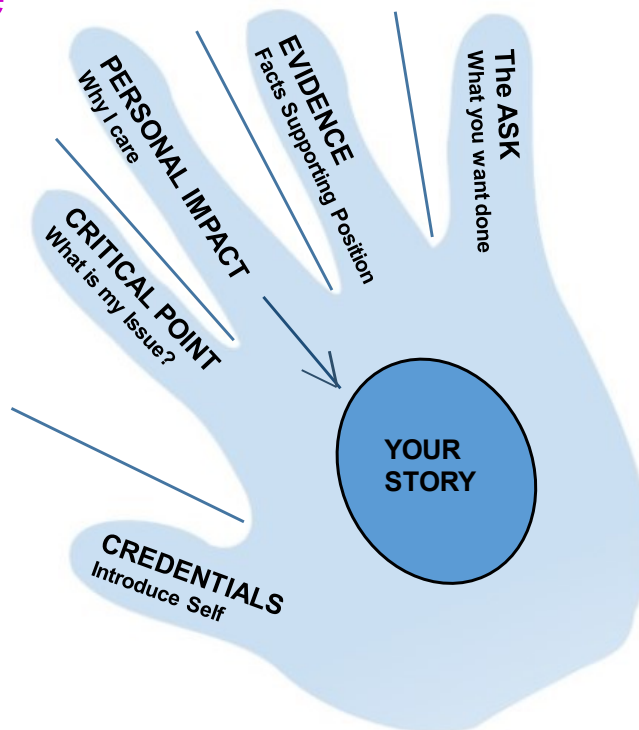 CREDENTIALS
Introduce Self
CRITICAL POINT
What is my Issue?
PERSONAL IMPACT
Why I care
EVIDENCE
Facts Supporting Position
The ASK
What you want done
YOUR
STORY